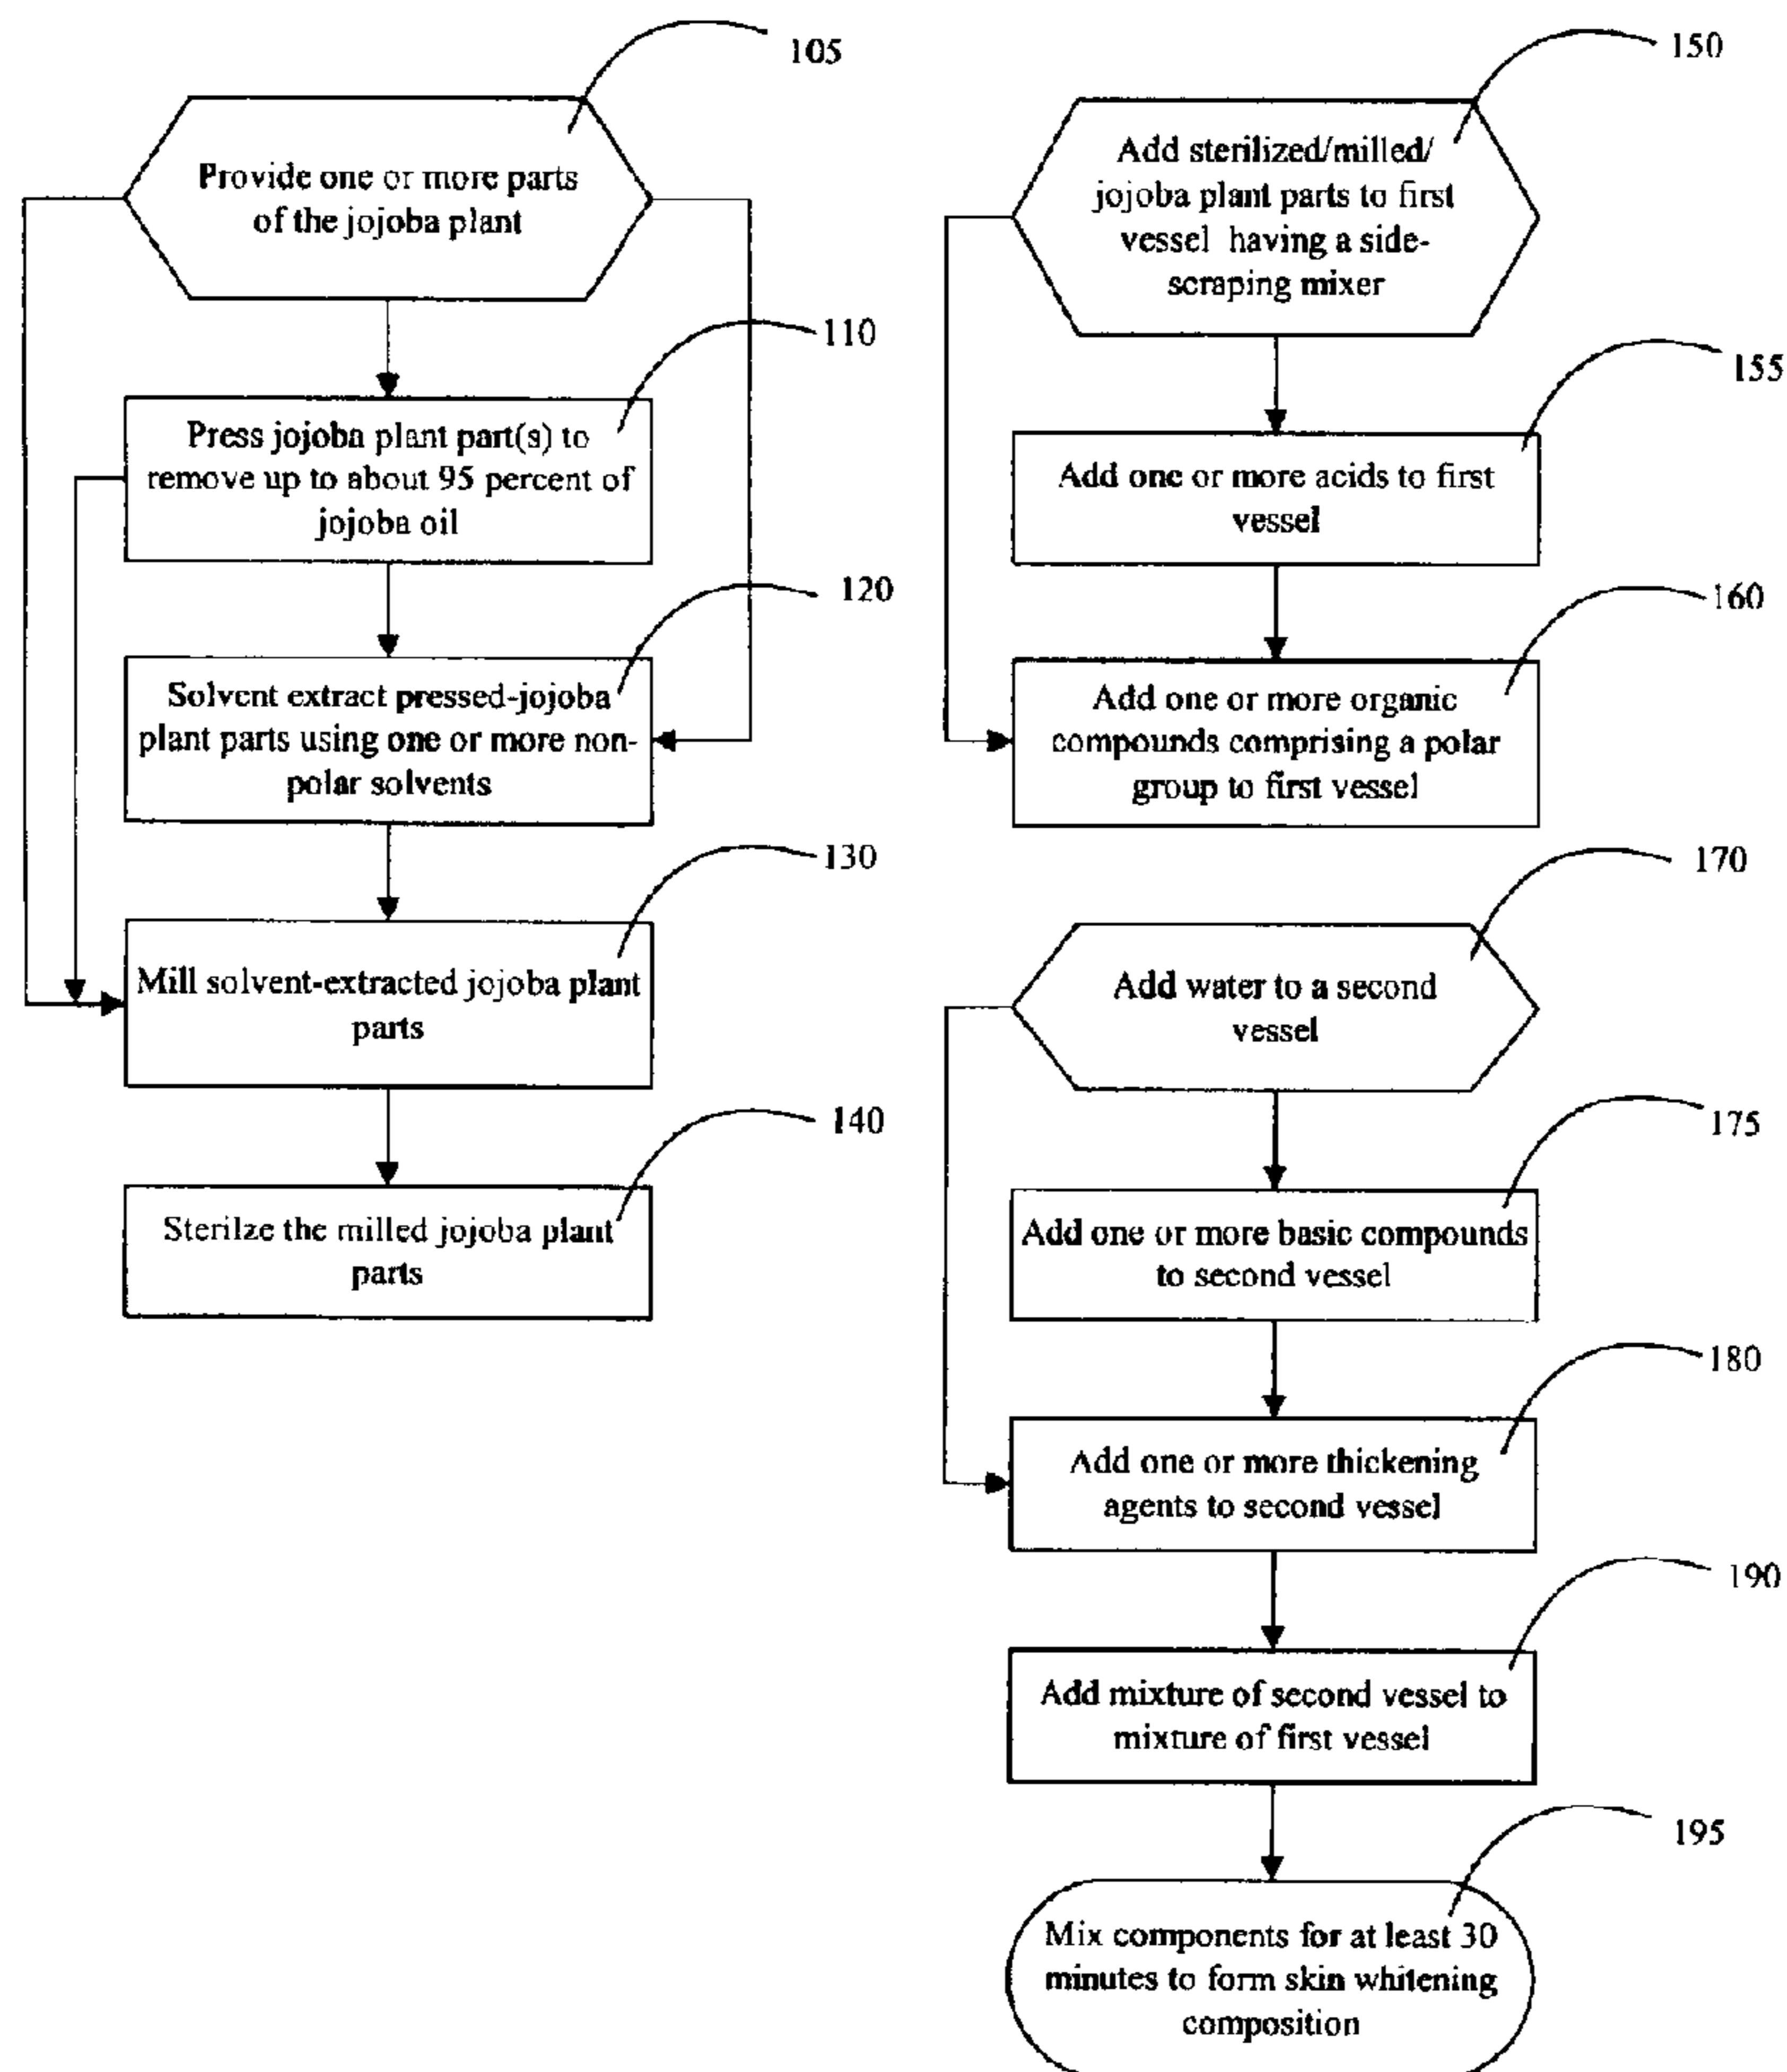 105
Provide one or more parts
of the jojoba plant
110
Press jojoba plant part(s) to
remove up to about 95 percent of
jojoba oil
120
Solvent extract pressed-jojoba
plant parts using one or more non-
polar solvents
130
Mill solvent-extracted jojoba plant
parts
140
Sterilze the milled jojoba plant
parts
150
Add sterilized/milled/
jojoba plant parts to first
vessel having a side-
scraping mixer
155
Add one or more acids to first
vessel
160
Add one or more organic
compounds comprising a polar
group to first vessel
170
Add water to a second
vessel
175
Add one or more basic compounds
to second vessel
180
Add one or more thickening
agents to second vessel
190
Add mixture of second vessel to
mixture of first vessel
195
Mix components for at least 30
minutes to form skin whitening
composition